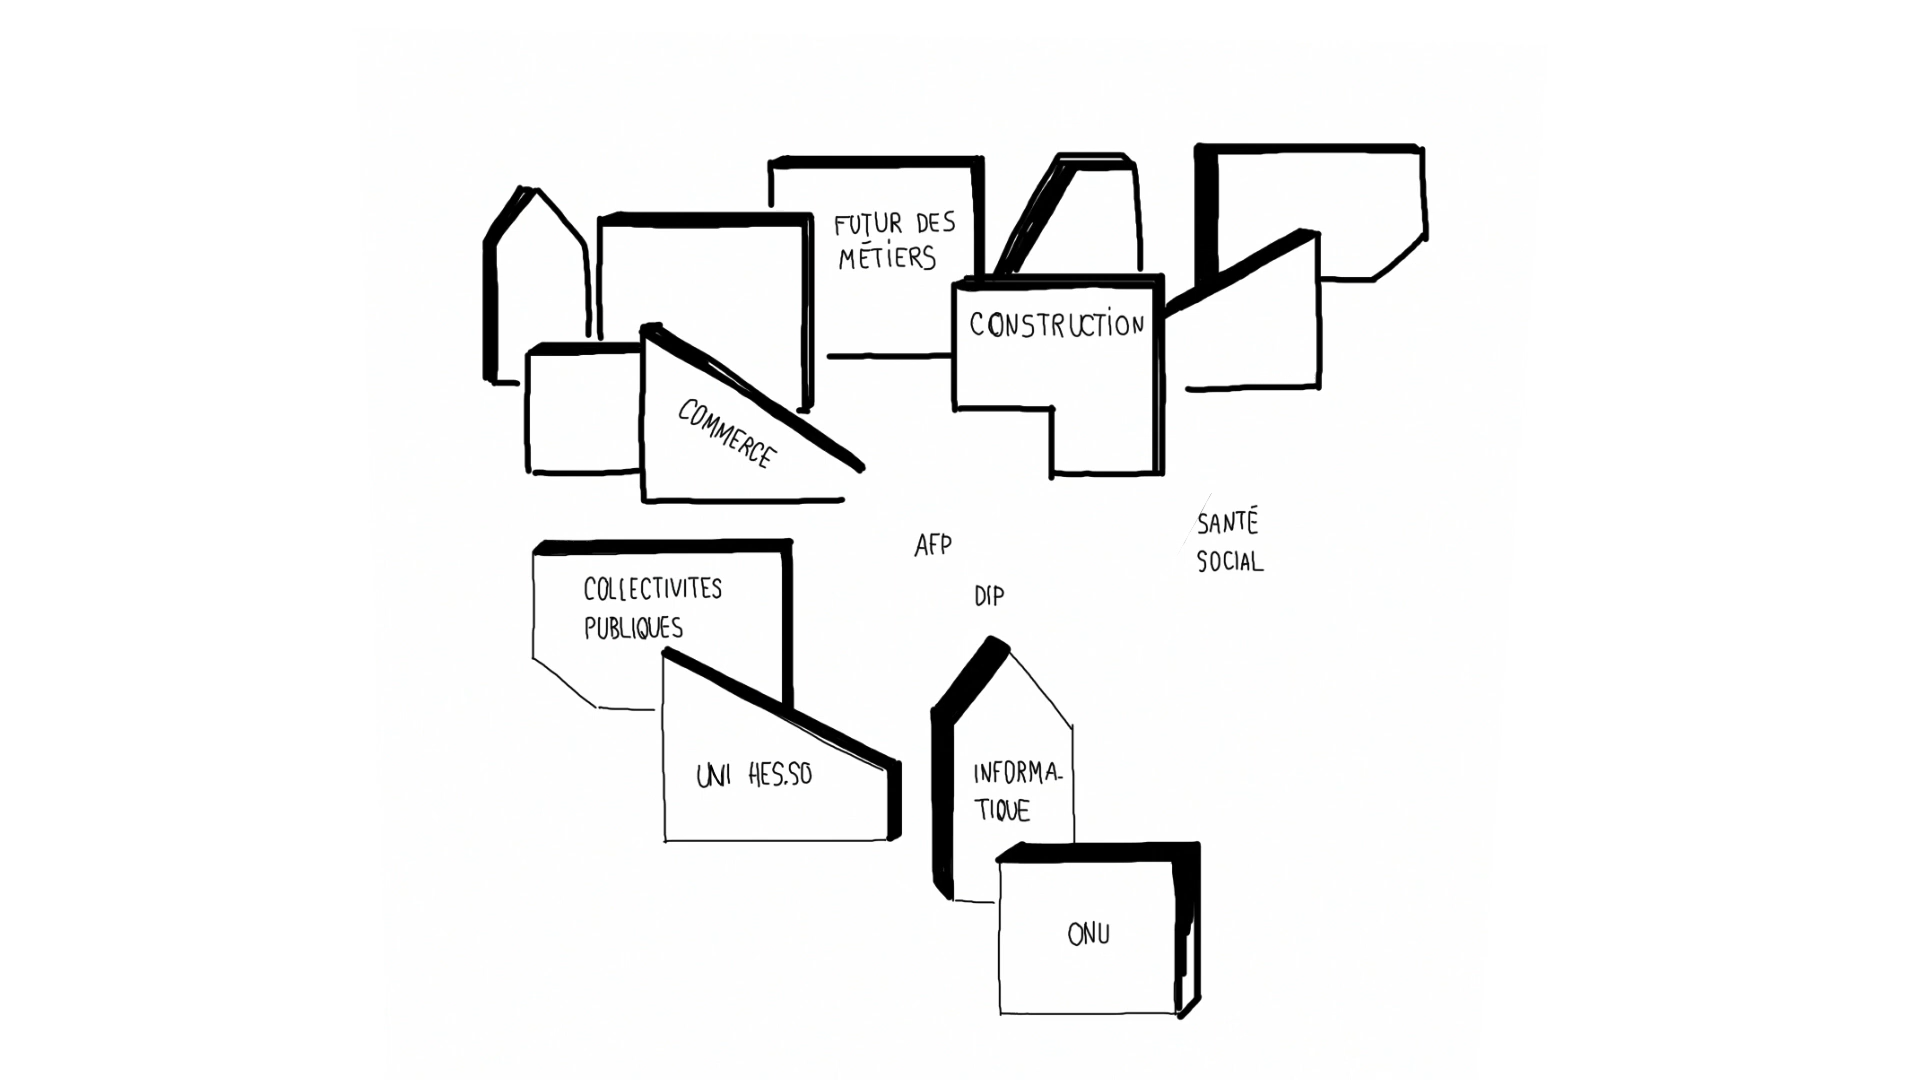 FUTUR DES
MÉTIERS
CONSTRUCTION
COMMERCE
SANTÉ
SOCIAL
AFP
COLLECTIVITES
PUBLIQUES
DIP
UNI HES.SO
INFORMA-
TIQUE
ONU